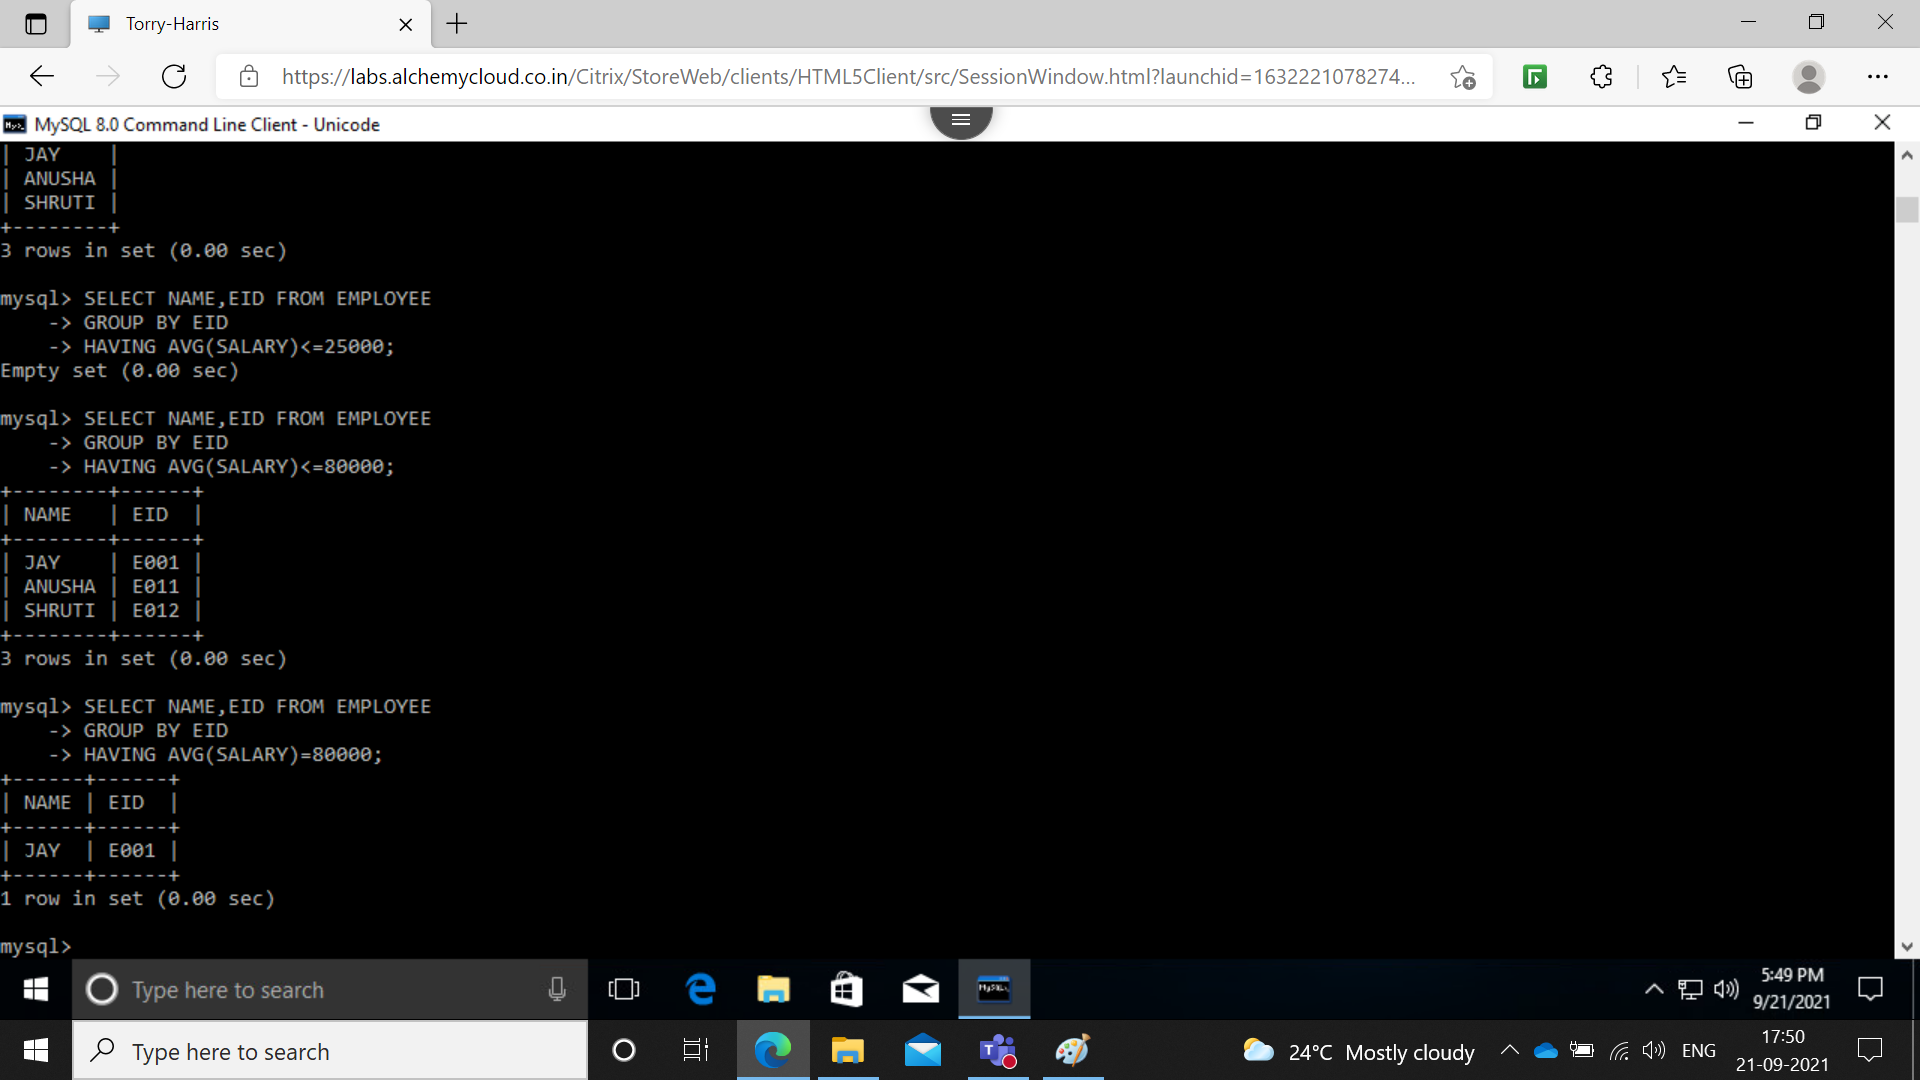 Torry-Harris
https://labs.alchemycloud.co.in/Citrix/StoreWeb/clients/HTML5Client/src/SessionWindow.html?launchid=1632221078274...
MySQL 8.0 Command Line Client - Unicode
| JAY    |
| ANUSHA |
| SHRUTI |
+--------+
3 rows in set (0.00 sec)
mysql> SELECT NAME,EID FROM EMPLOYEE
    -> GROUP BY EID
    -> HAVING AVG(SALARY)<=25000;
Empty set (0.00 sec)
mysql> SELECT NAME,EID FROM EMPLOYEE
    -> GROUP BY EID
    -> HAVING AVG(SALARY)<=80000;
+--------+------+
| NAME   | EID  |
+--------+------+
| JAY    | E001 |
| ANUSHA | E011 |
| SHRUTI | E012 |
+--------+------+
3 rows in set (0.00 sec)
mysql> SELECT NAME,EID FROM EMPLOYEE
    -> GROUP BY EID
    -> HAVING AVG(SALARY)=80000;
+------+------+
| NAME | EID  |
+------+------+
| JAY  | E001 |
+------+------+
1 row in set (0.00 sec)
mysql>
Type here to search
5:49 PM
9/21/2021
Type here to search
24°C Mostly cloudy
ENG
17:50
21-09-2021